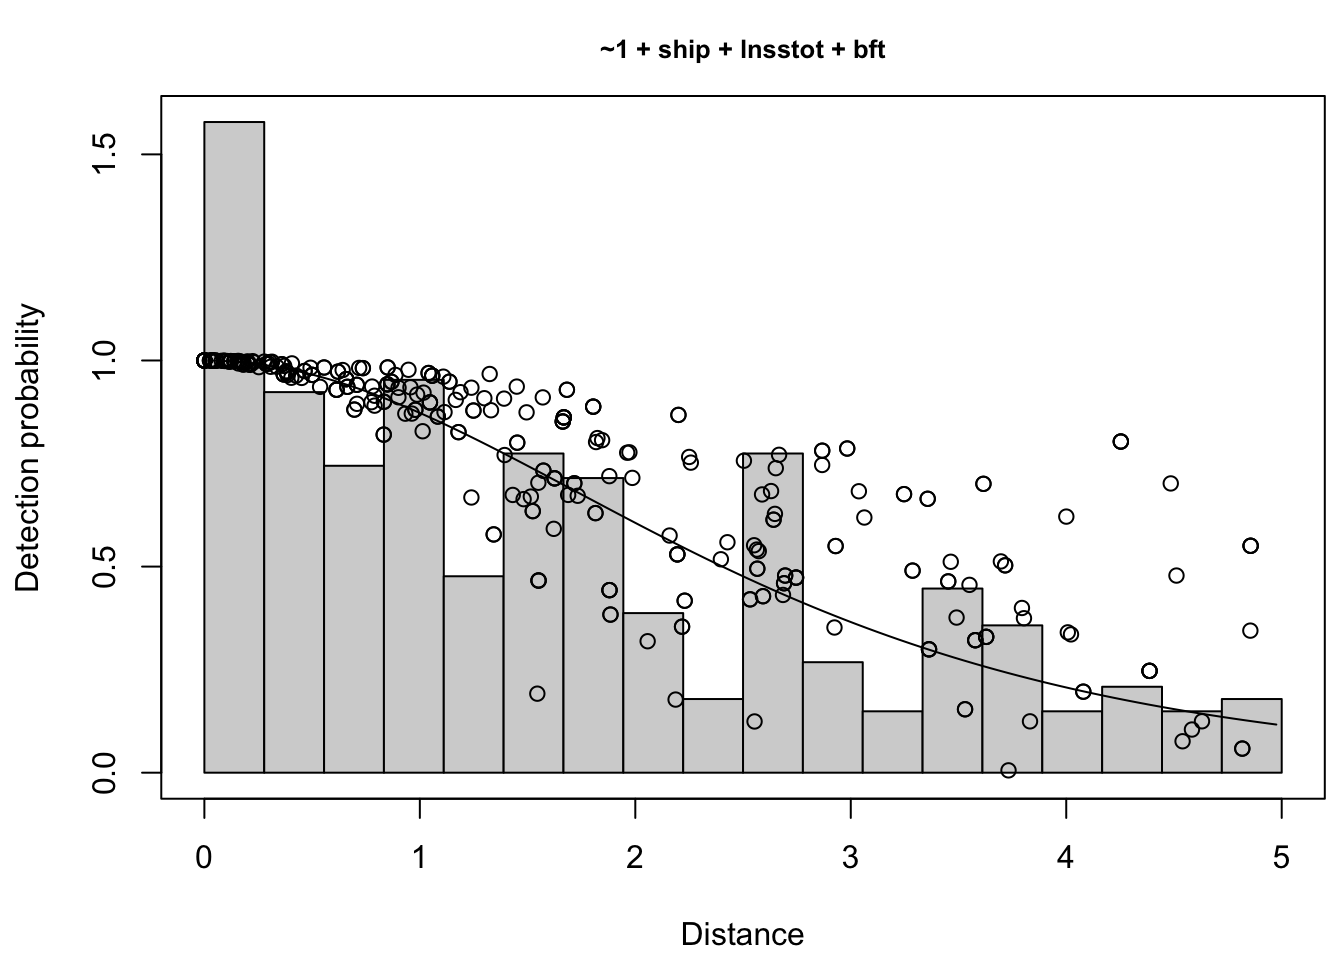 ~1 + ship + lnsstot + bft
Detection probability
1.5
1.0
0.5
0.0
0 1 2 3 4 5
Distance